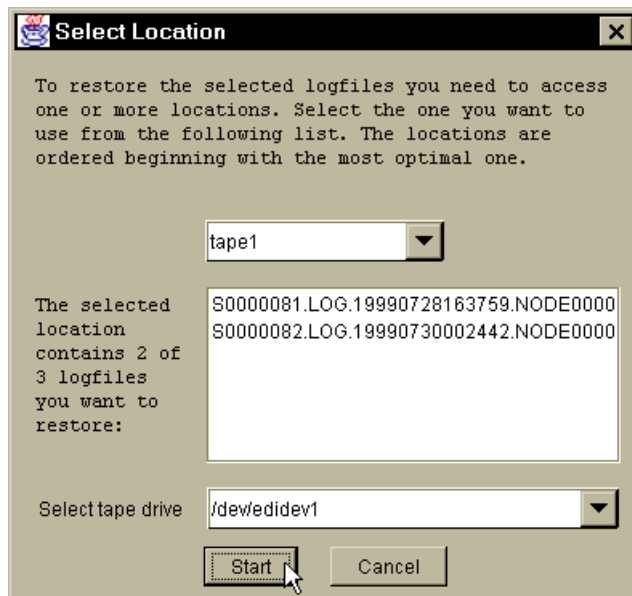 Select Location
To restore the selected logfiles you need to access
one or more locations. Select the one you want to
use from the following list. The locations are
ordered beginning with the most optimal one.
tape1
The selected
location
contains 2 of
3 logfiles
you want to
restore:
S0000081.LOG.19990728163759.NODE0000
S0000082.LOG.19990730002442.NODE0000
Select tape drive
/dev/edidev1
Start
Cancel